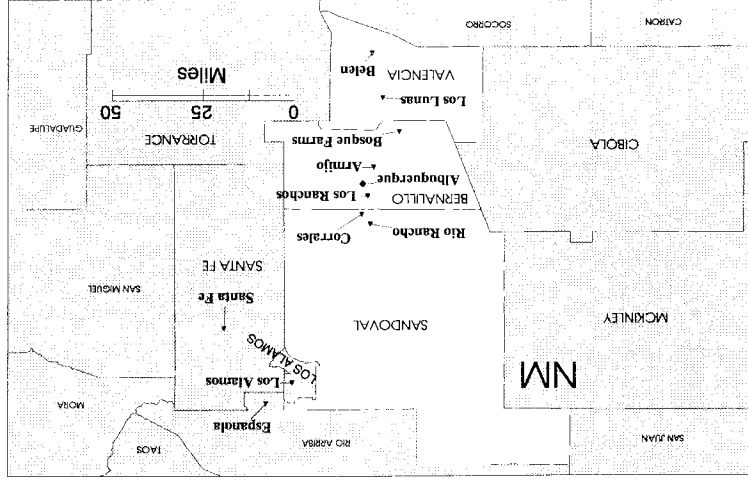 SAN JUAN
RIO ARRIBA
TAOS
MORA
Espanola
NM
Los Alamos
LOS ALAMOS
MCKINLEY
SANDOVAL
Santa Fe
SANTA FE
SAN MIGUEL
Rio Rancho
Corrales
BERNALILLO
Los Ranchos
Albuquerque
Armijo
CIBOLA
Bosque Farms
TORRANCE
GUADALUPE
Los Lunas
0 25 50
Miles
VALENCIA
Belen
CATRON
SOCORRO